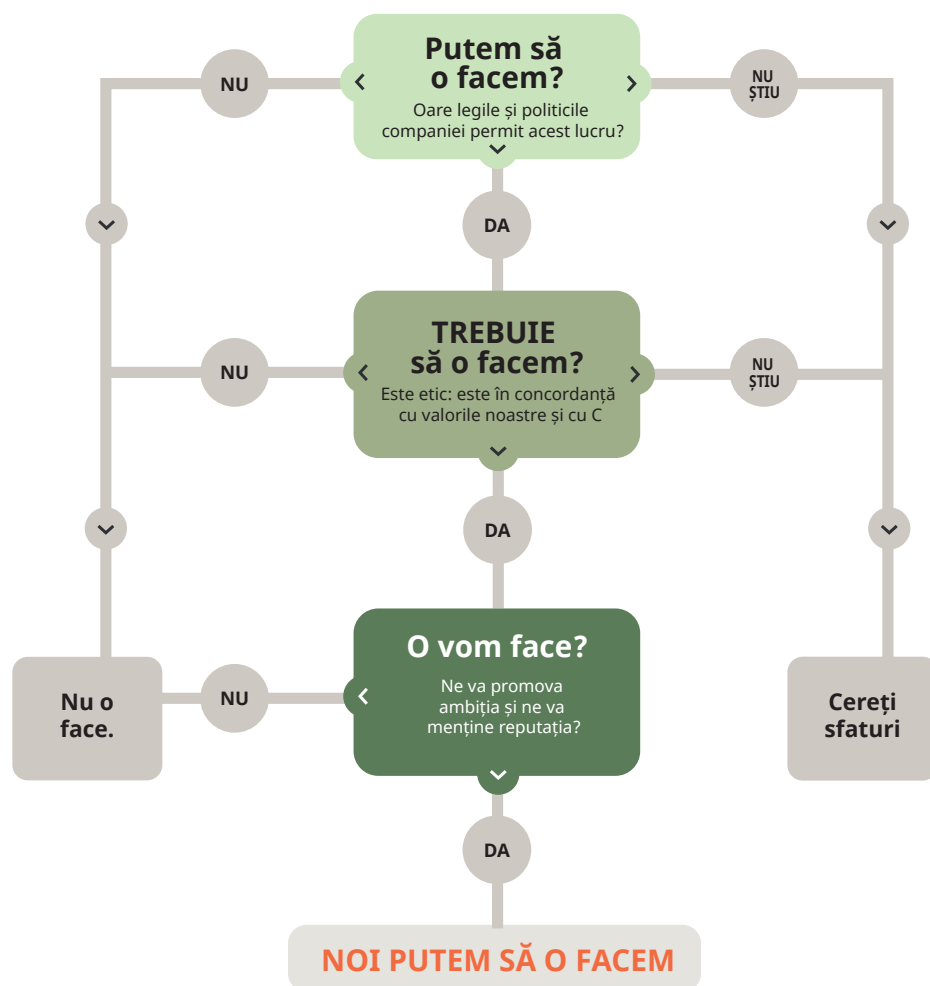 Putem să
o facem?
Oare legile și politicile
companiei permit acest lucru?
NU
NU
ȘTIU
DA
TREBUIE
să o facem?
Este etic: este în concordanță
cu valorile noastre și cu C
NU
NU
ȘTIU
DA
O vom face?
Ne va promova
ambiția și ne va
menține reputația?
Nu o
face.
NU
Cereți
sfaturi
DA
NOI PUTEM SĂ O FACEM